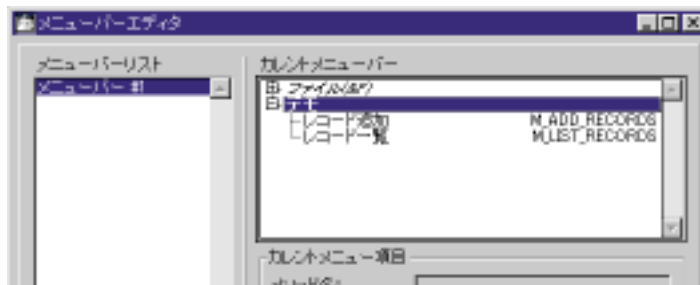 メニューバーエディタ
メニューバーリスト
カレントメニューバー
メニューバー #1
ファイル(&F)
デモ
レコード追加 M_ADD_RECORDS
レコード一覧 M_LIST_RECORDS
カレントメニュー項目